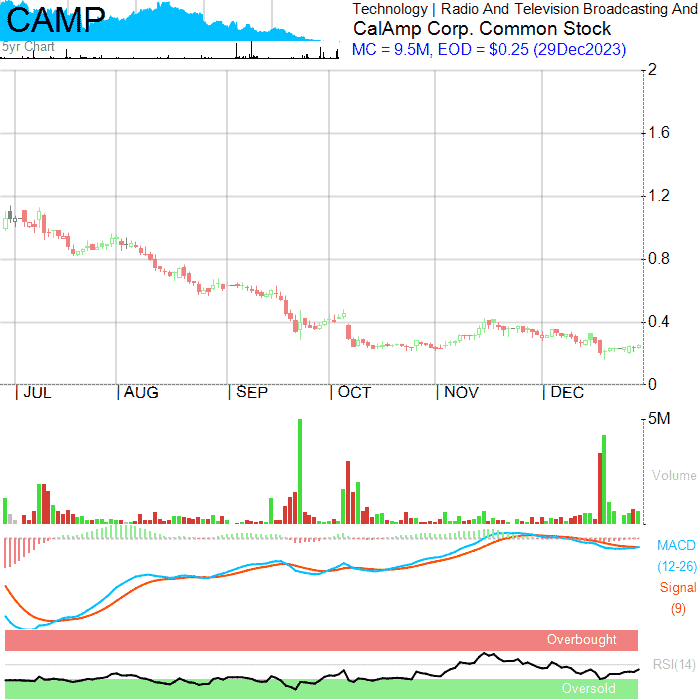 CAMP
5yr Chart
Technology | Radio And Television Broadcasting And
CalAmp Corp. Common Stock
MC = 9.5M, EOD = $0.25 (29Dec2023)
2
1.6
1.2
0.8
0.4
0
JUL AUG SEP OCT NOV DEC
5M
Volume
MACD
(12-26)
Signal
(9)
Overbought
RSI(14)
Oversold